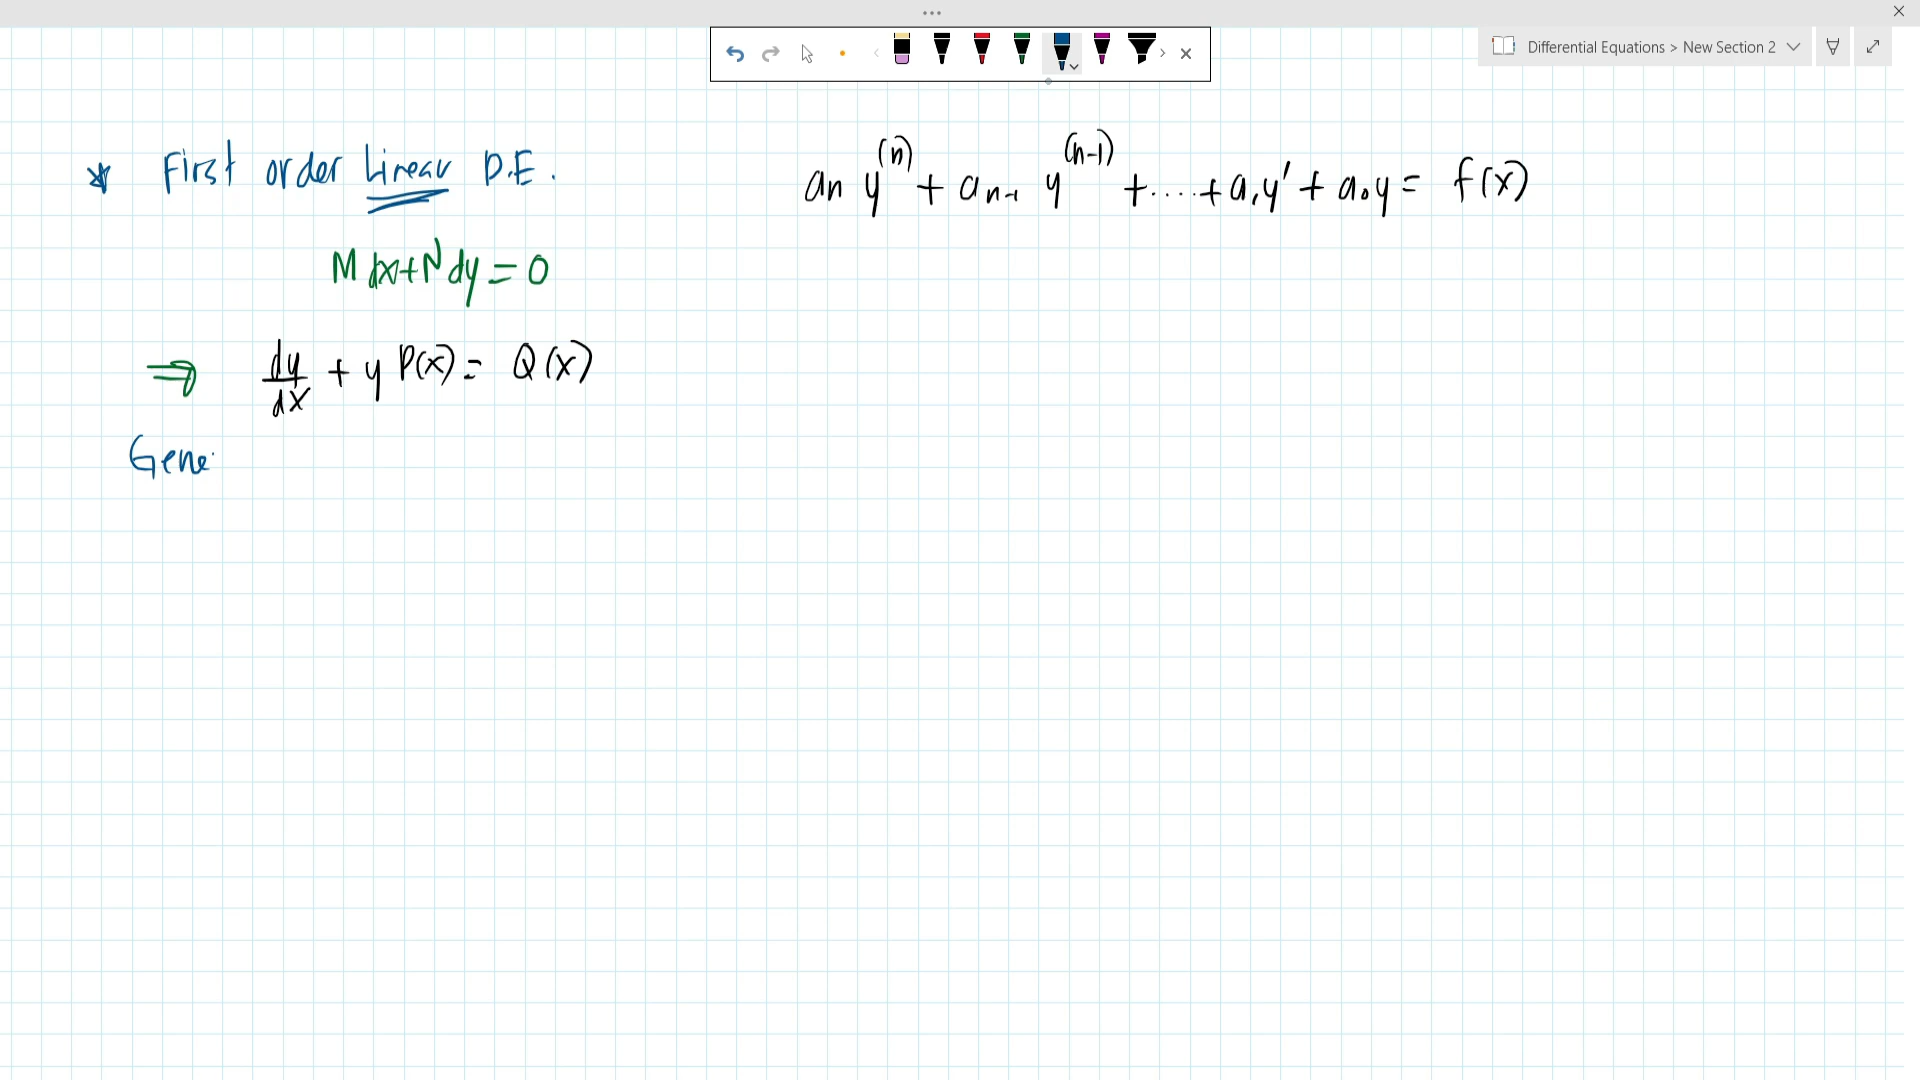 Differential Equations > New Section 2
* First order Linear D.E.
an y^(n) + an-1 y^(n-1) + .... + a1y' + a0y = f(x)
M dx + N dy = 0
⇒ dy/dx + y P(x) = Q(x)
Gene